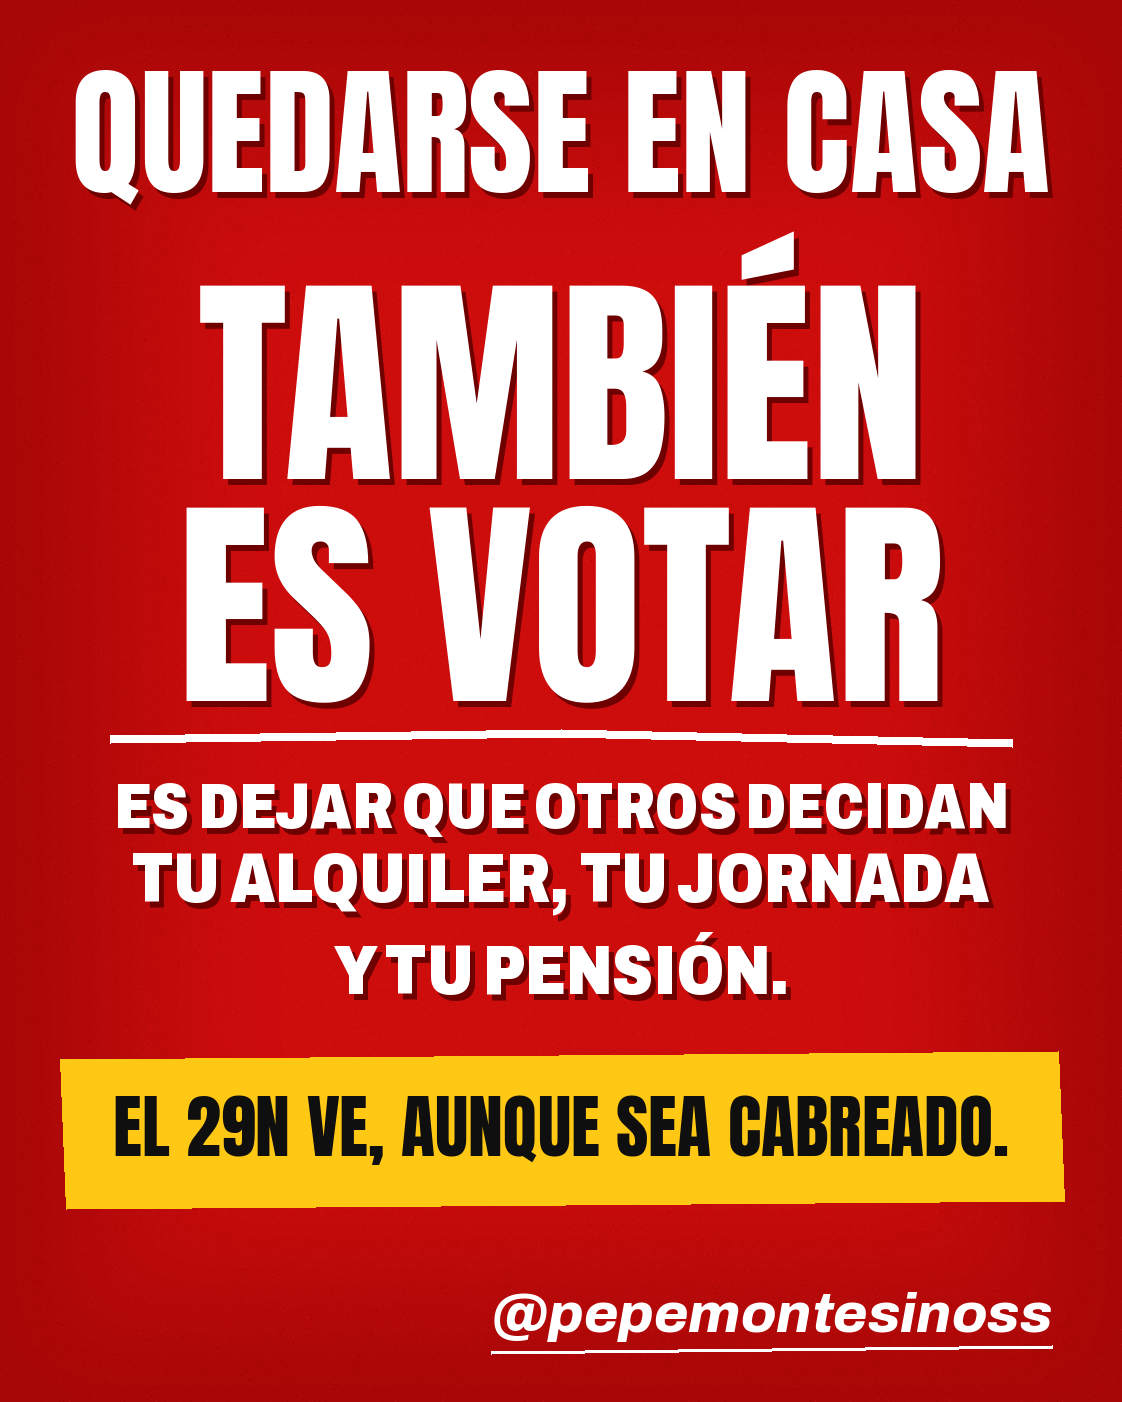 QUEDARSE EN CASA
TAMBIÉN
ES VOTAR
ES DEJAR QUE OTROS DECIDAN
TU ALQUILER, TU JORNADA
Y TU PENSIÓN.
EL 29N VE, AUNQUE SEA CABREADO.
@pepemontesinoss